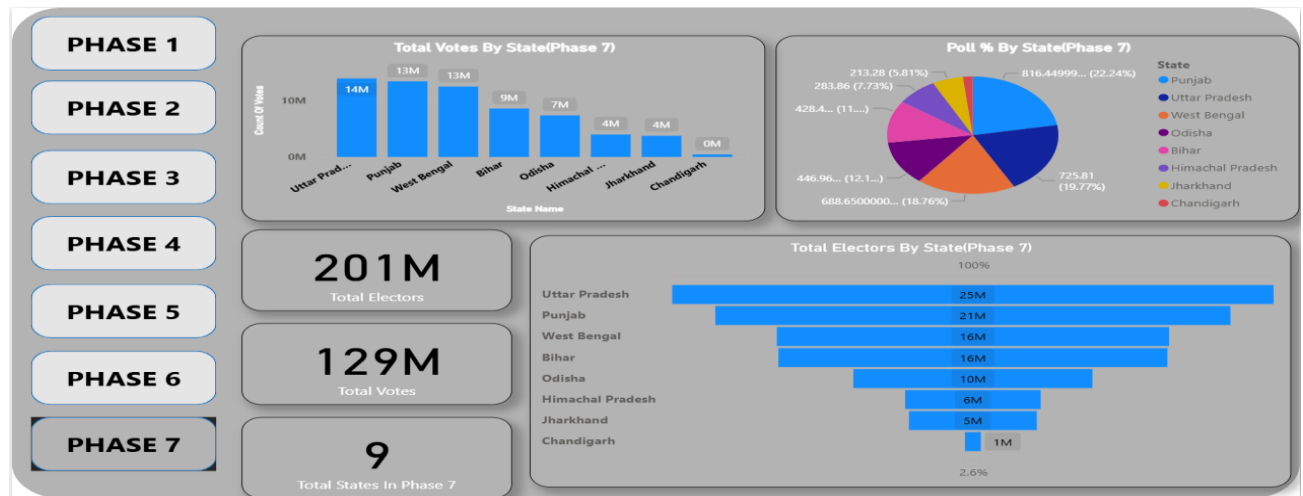 PHASE 1
PHASE 2
PHASE 3
PHASE 4
PHASE 5
PHASE 6
PHASE 7
Total Votes By State(Phase 7)
Count Of Votes
10M
0M
14M
13M
13M
9M
7M
4M
4M
0M
Uttar Prad...
Punjab
West Bengal
Bihar
Odisha
Himachal ...
Jharkhand
Chandigarh
State Name
Poll % By State(Phase 7)
213.28 (5.81%)
283.86 (7.73%)
428.4... (11....)
446.96... (12.1...)
688.6500000... (18.76%)
816.44999... (22.24%)
725.81
(19.77%)
State
Punjab
Uttar Pradesh
West Bengal
Odisha
Bihar
Himachal Pradesh
Jharkhand
Chandigarh
201M
Total Electors
129M
Total Votes
9
Total States In Phase 7
Total Electors By State(Phase 7)
100%
Uttar Pradesh 25M
Punjab 21M
West Bengal 16M
Bihar 16M
Odisha 10M
Himachal Pradesh 6M
Jharkhand 5M
Chandigarh 1M
2.6%